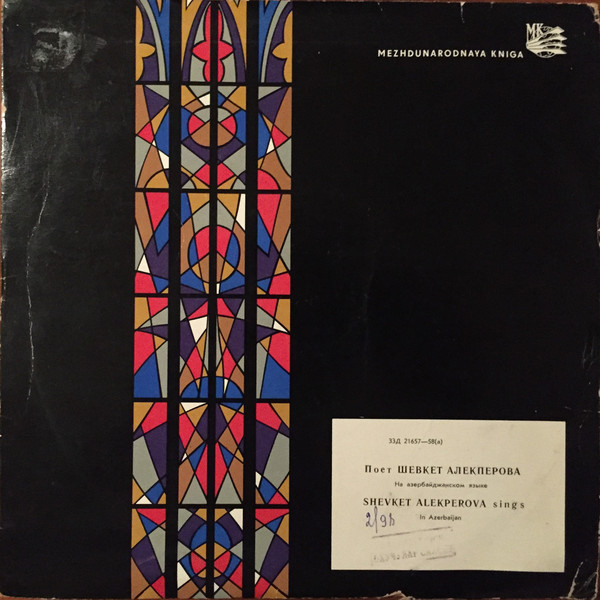 MK
MEZHDUNARODNAYA KNIGA
33Д 21657—58(a)
Поет ШЕВКЕТ АЛЕКПЕРОВА
На азербайджанском языке
SHEVKET ALEKPEROVA sings
In Azerbaijan